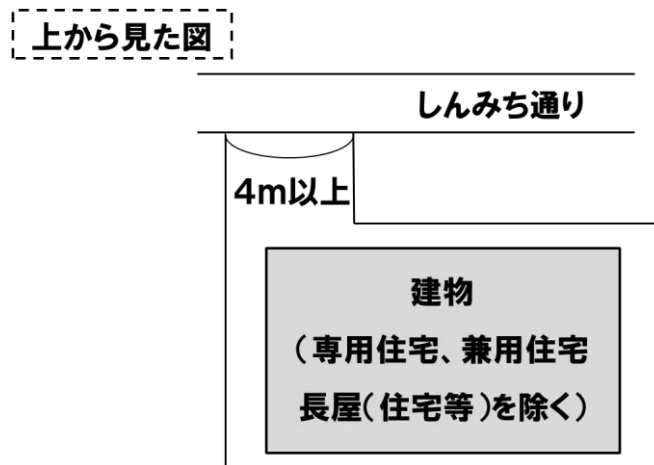 上から見た図
しんみち通り
4m以上
建物
（専用住宅、兼用住宅
長屋（住宅等）を除く）